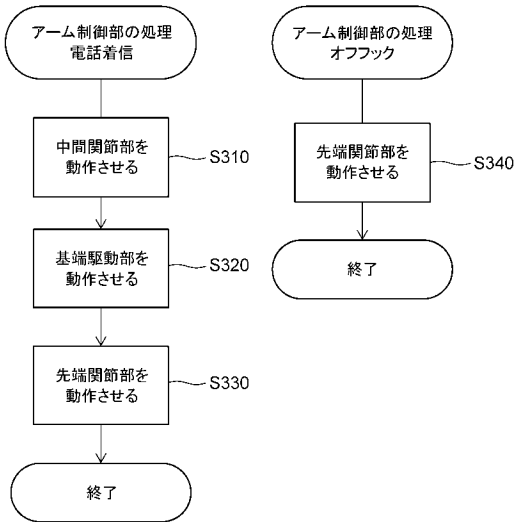 アーム制御部の処理
電話着信
中間関節部を
動作させる
S310
基端駆動部を
動作させる
S320
先端関節部を
動作させる
S330
終了
アーム制御部の処理
オフフック
先端関節部を
動作させる
S340
終了